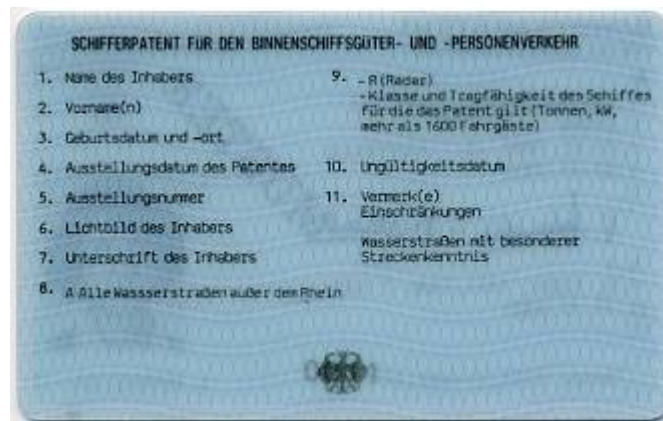 SCHIFFERPATENT FÜR DEN BINNENSCHIFFSGÜTER- UND -PERSONENVERKEHR
1. Name des Inhabers
2. Vorname(n)
3. Geburtsdatum und -ort
4. Ausstellungsdatum des Patentes
5. Ausstellungsnummer
6. Lichtbild des Inhabers
7. Unterschrift des Inhabers
8. A Alle Wassserstraßen außer dem Rhein
9. - R (Radar)
- Klasse und Tragfähigkeit des Schiffes
für die das Patent gilt (Tonnen, kW,
mehr als 1600 Fahrgäste)
10. Ungültigkeitsdatum
11. Vermerk(e)
Einschränkungen
Wasserstraßen mit besonderer
Streckenkenntnis